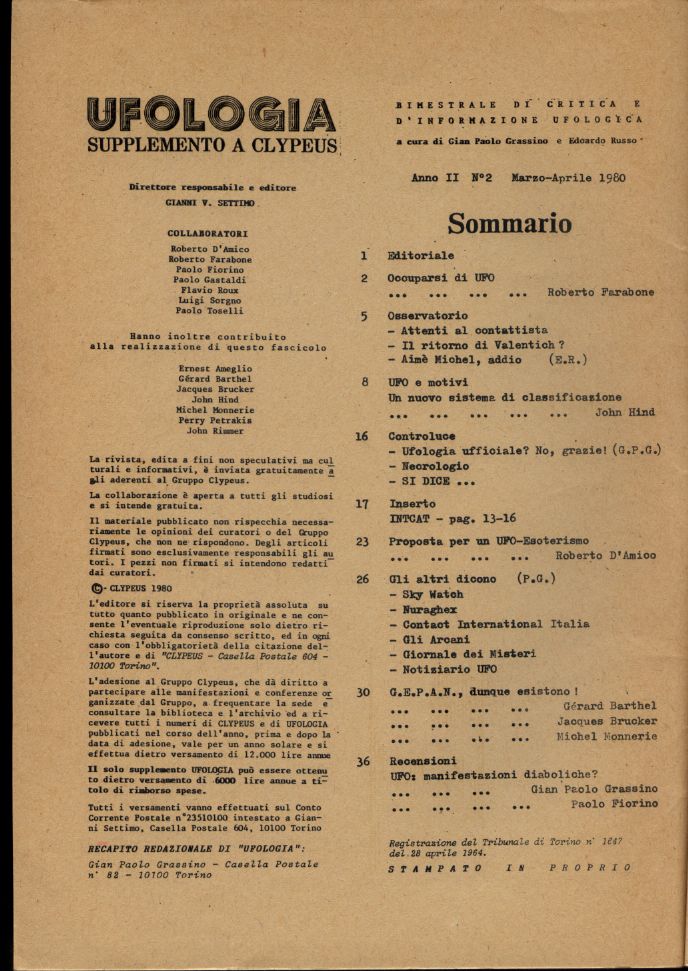 UFOLOGIA
SUPPLEMENTO A CLYPEUS
Direttore responsabile e editore
GIANNI V. SETTIMO
COLLABORATORI
Roberto D'Amico
Roberto Farabone
Paolo Fiorino
Paolo Gastaldi
Flavio Roux
Luigi Sorgno
Paolo Toselli
Hanno inoltre contribuito
alla realizzazione di questo fascicolo
Ernest Ameglio
Gérard Barthel
Jacques Brucker
John Hind
Michel Monnerie
Perry Petrakis
John Rimmer
La rivista, edita a fini non speculativi ma cul
turali e informativi, è inviata gratuitamente a
gli aderenti al Gruppo Clypeus.
La collaborazione è aperta a tutti gli studiosi
e si intende gratuita.
Il materiale pubblicato non rispecchia necessa-
riamente le opinioni dei curatori o del Gruppo
Clypeus, che non ne rispondono. Degli articoli
firmati sono esclusivamente responsabili gli au
tori. I pezzi non firmati si intendono redatti
dai curatori.
©- CLYPEUS 1980
L'editore si riserva la proprietà assoluta su
tutto quanto pubblicato in originale e ne con-
sente l'eventuale riproduzione solo dietro ri-
chiesta seguita da consenso scritto, ed in ogni
caso con l'obbligatorietà della citazione del-
l'autore e di "CLYPEUS - Casella Postale 604 -
10100 Torino".
L'adesione al Gruppo Clypeus, che dà diritto a
partecipare alle manifestazioni e conferenze or
ganizzate dal Gruppo, a frequentare la sede e
consultare la biblioteca e l'archivio ed a ri-
cevere tutti i numeri di CLYPEUS e di UFOLOGIA
pubblicati nel corso dell'anno, prima e dopo la
data di adesione, vale per un anno solare e si
effettua dietro versamento di 12.000 lire annue
Il solo supplemento UFOLOGIA può essere ottenu
to dietro versamento di 6000 lire annue a ti-
tolo di rimborso spese.
Tutti i versamenti vanno effettuati sul Conto
Corrente Postale n°23510100 intestato a Gian-
ni Settimo, Casella Postale 604, 10100 Torino
RECAPITO REDAZIONALE DI "UFOLOGIA":
Gian Paolo Grassino - Casella Postale
n° 82 - 10100 Torino
BIMESTRALE DI CRITICA E
D'INFORMAZIONE UFOLOGICA
a cura di Gian Paolo Grassino e Edoardo Russo
Anno II N°2 Marzo-Aprile 1980
Sommario
1 Editoriale
2 Occuparsi di UFO
... ... ... ... Roberto Farabone
5 Osservatorio
- Attenti al contattista
- Il ritorno di Valentich?
- Aimè Michel, addio (E.R.)
8 UFO e motivi
Un nuovo sistema di classificazione
... ... ... ... ... John Hind
16 Controluce
- Ufologia ufficiale? No, grazie! (G.P.G.)
- Necrologio
- SI DICE ...
17 Inserto
INTCAT - pag. 13-16
23 Proposta per un UFO-Esoterismo
... ... ... ... Roberto D'Amico
26 Gli altri dicono (P.G.)
- Sky Watch
- Nuraghex
- Contact International Italia
- Gli Arcani
- Giornale dei Misteri
- Notiziario UFO
30 G.E.P.A.N., dunque esistono!
... ... ... ... Gérard Barthel
... ... ... ... Jacques Brucker
... ... ... ... Michel Monnerie
36 Recensioni
UFO: manifestazioni diaboliche?
... ... ... Gian Paolo Grassino
... ... ... ... Paolo Fiorino
Registrazione del Tribunale di Torino n° 1647
del 28 aprile 1964.
STAMPATO IN PROPRIO